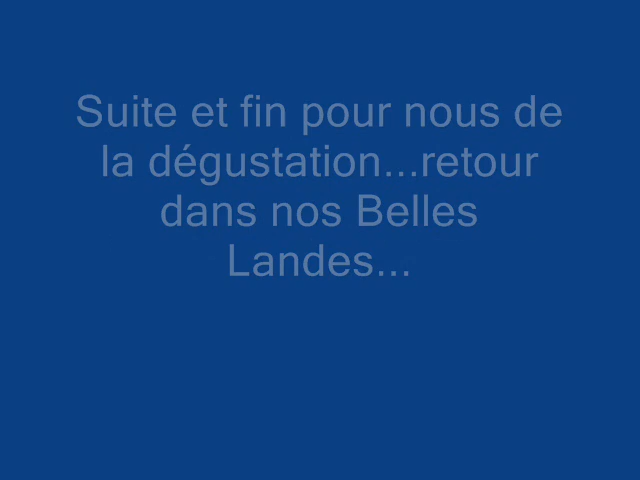 Suite et fin pour nous de
la dégustation...retour
dans nos Belles
Landes...